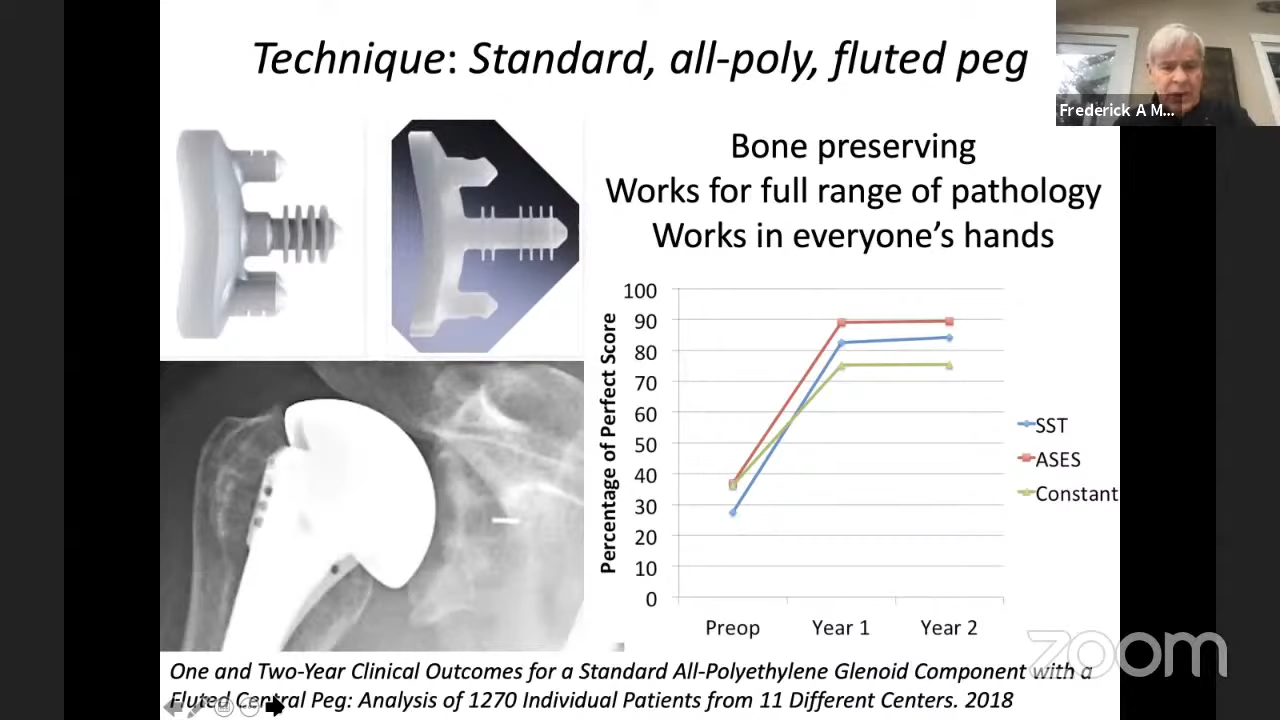 Technique: Standard, all-poly, fluted peg
Frederick A M...
Bone preserving
Works for full range of pathology
Works in everyone's hands
Percentage of Perfect Score
100
90
80
70
60
50
40
30
20
10
0
Preop Year 1 Year 2
SST
ASES
Constant
zoom
One and Two-Year Clinical Outcomes for a Standard All-Polyethylene Glenoid Component with a
Fluted Central Peg: Analysis of 1270 Individual Patients from 11 Different Centers. 2018